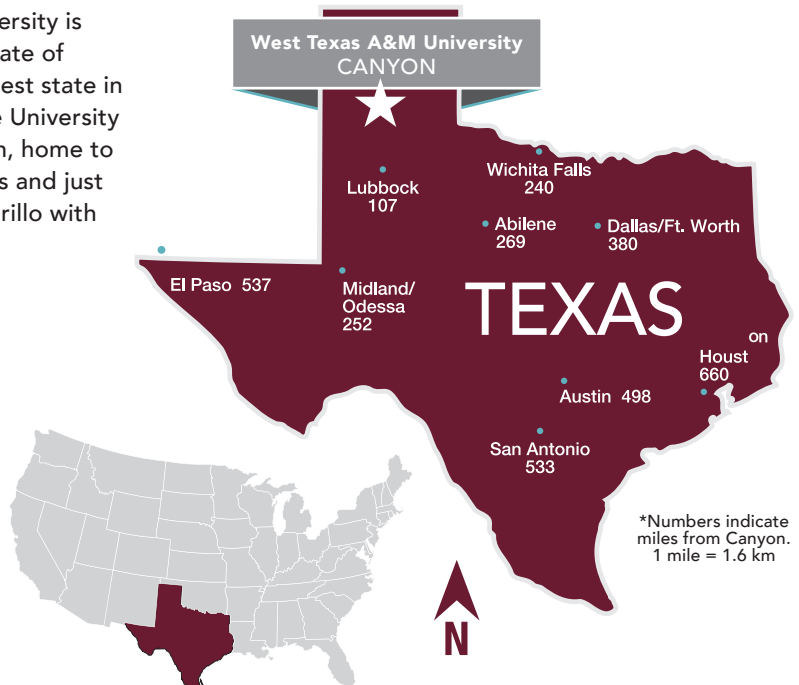 ersity is
ate of
est state in
e University
n, home to
s and just
rillo with
West Texas A&M University
CANYON
Wichita Falls
240
Lubbock
107
Abilene
269
Dallas/Ft. Worth
380
El Paso 537
Midland/
Odessa
252
TEXAS
on
Houst
660
Austin 498
San Antonio
533
*Numbers indicate
miles from Canyon.
1 mile = 1.6 km
N